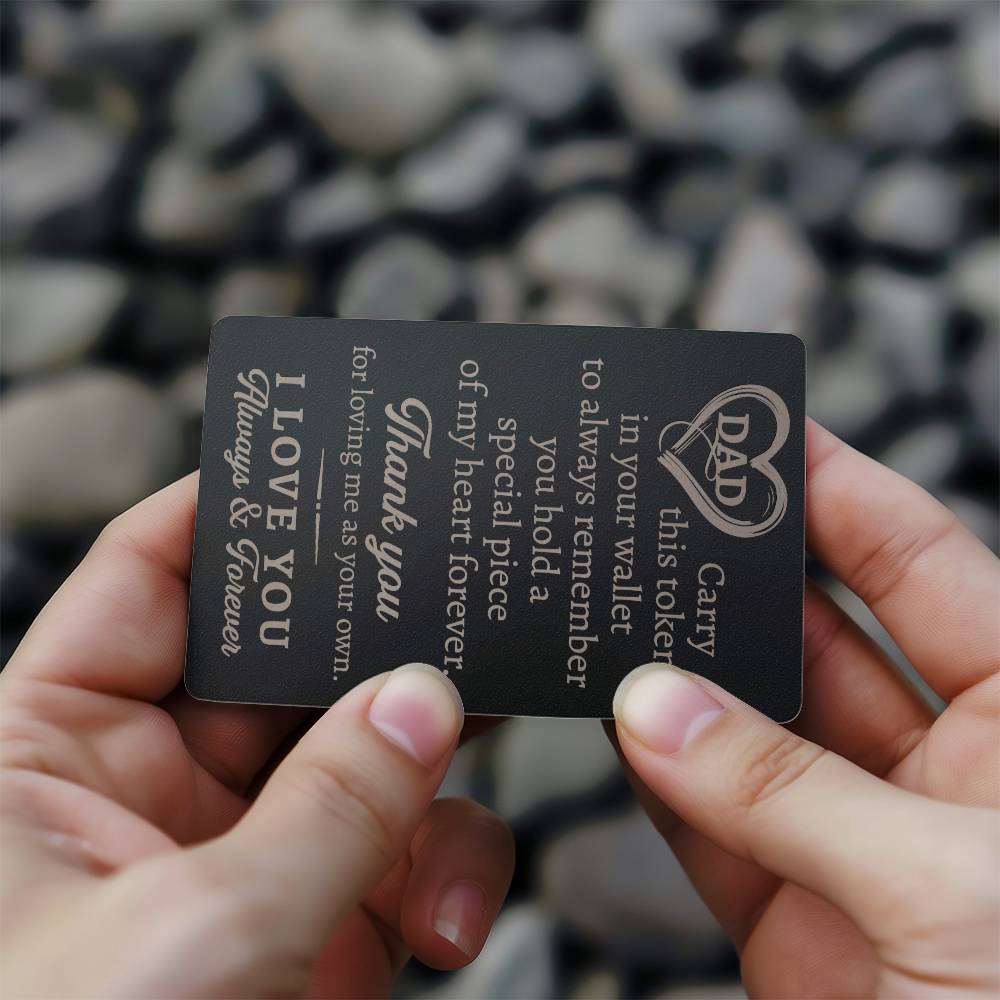 DAD
Carry
this token
in your wallet
to always remember
you hold a
special piece
of my heart forever.
Thank you
for loving me as your own.
I LOVE YOU
Always & Forever